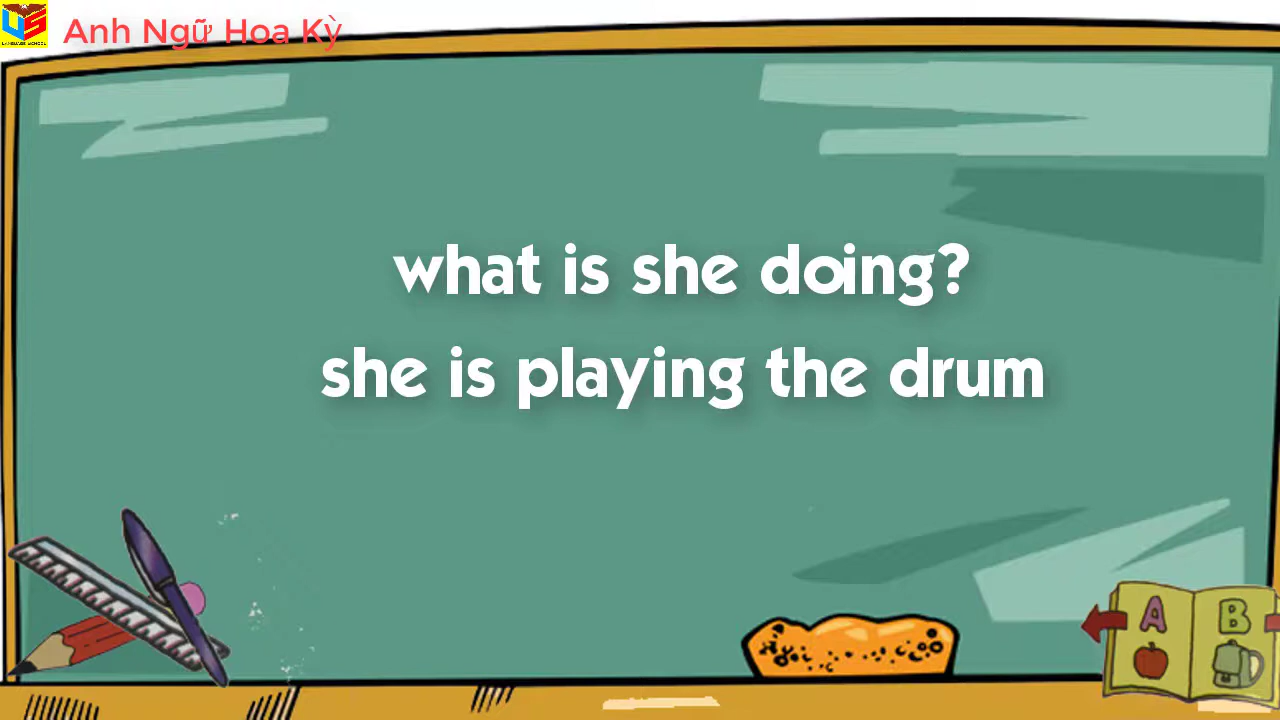 Anh Ngữ Hoa Kỳ
what is she doing?
she is playing the drum
A B